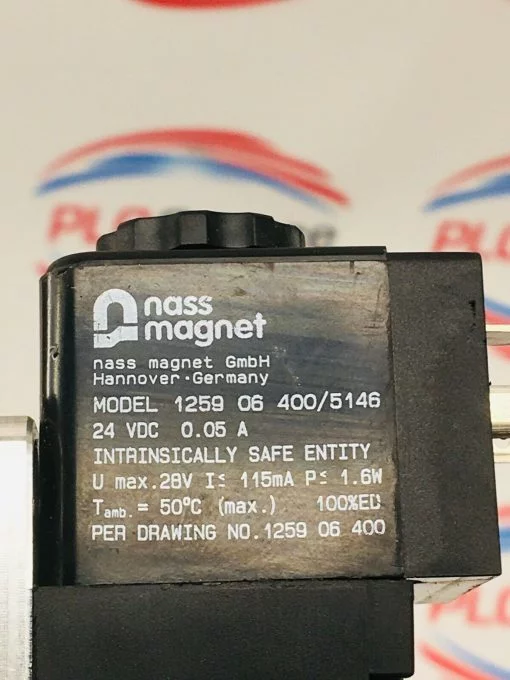 nass
magnet
nass magnet GmbH
Hannover·Germany
MODEL 1259 06 400/5146
24 VDC 0.05 A
INTRINSICALLY SAFE ENTITY
U max.28V I≤ 115mA P≤ 1.6W
Tamb.= 50°C (max.) 100%ED
PER DRAWING NO.1259 06 400